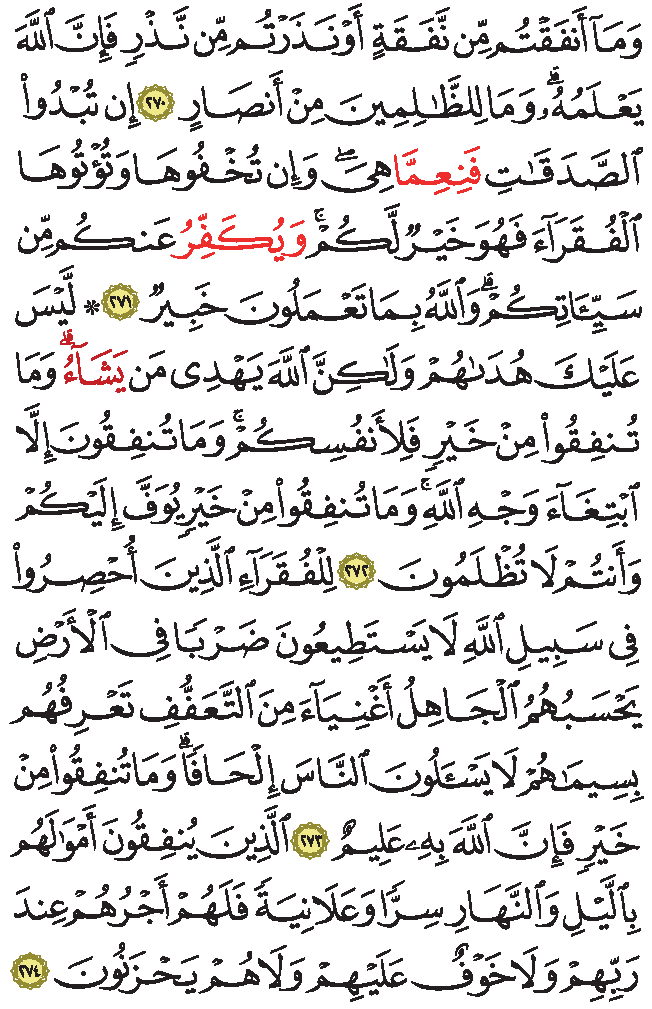 وَمَآ أَنفَقْتُم مِّن نَّفَقَةٍ أَوْ نَذَرْتُم مِّن نَّذْرٍ فَإِنَّ ٱللَّهَ
يَعْلَمُهُۥ ۗ وَمَا لِلظَّـٰلِمِينَ مِنْ أَنصَارٍ ٢٧٠ إِن تُبْدُوا۟
ٱلصَّدَقَـٰتِ فَنِعِمَّا هِىَ ۖ وَإِن تُخْفُوهَا وَتُؤْتُوهَا
ٱلْفُقَرَآءَ فَهُوَ خَيْرٌ لَّكُمْ ۚ وَيُكَفِّرُ عَنكُم مِّن
سَيِّـَٔاتِكُمْ ۗ وَٱللَّهُ بِمَا تَعْمَلُونَ خَبِيرٌ ٢٧١ * لَّيْسَ
عَلَيْكَ هُدَىٰهُمْ وَلَـٰكِنَّ ٱللَّهَ يَهْدِى مَن يَشَآءُ ۗ وَمَا
تُنفِقُوا۟ مِنْ خَيْرٍ فَلِأَنفُسِكُمْ ۚ وَمَا تُنفِقُونَ إِلَّا
ٱبْتِغَآءَ وَجْهِ ٱللَّهِ ۚ وَمَا تُنفِقُوا۟ مِنْ خَيْرٍ يُوَفَّ إِلَيْكُمْ
وَأَنتُمْ لَا تُظْلَمُونَ ٢٧٢ لِلْفُقَرَآءِ ٱلَّذِينَ أُحْصِرُوا۟
فِى سَبِيلِ ٱللَّهِ لَا يَسْتَطِيعُونَ ضَرْبًا فِى ٱلْأَرْضِ
يَحْسَبُهُمُ ٱلْجَاهِلُ أَغْنِيَآءَ مِنَ ٱلتَّعَفُّفِ تَعْرِفُهُم
بِسِيمَـٰهُمْ لَا يَسْـَٔلُونَ ٱلنَّاسَ إِلْحَافًا ۗ وَمَا تُنفِقُوا۟ مِنْ
خَيْرٍ فَإِنَّ ٱللَّهَ بِهِۦ عَلِيمٌ ٢٧٣ ٱلَّذِينَ يُنفِقُونَ أَمْوَٰلَهُم
بِٱلَّيْلِ وَٱلنَّهَارِ سِرًّا وَعَلَانِيَةً فَلَهُمْ أَجْرُهُمْ عِندَ
رَبِّهِمْ وَلَا خَوْفٌ عَلَيْهِمْ وَلَا هُمْ يَحْزَنُونَ ٢٧٤